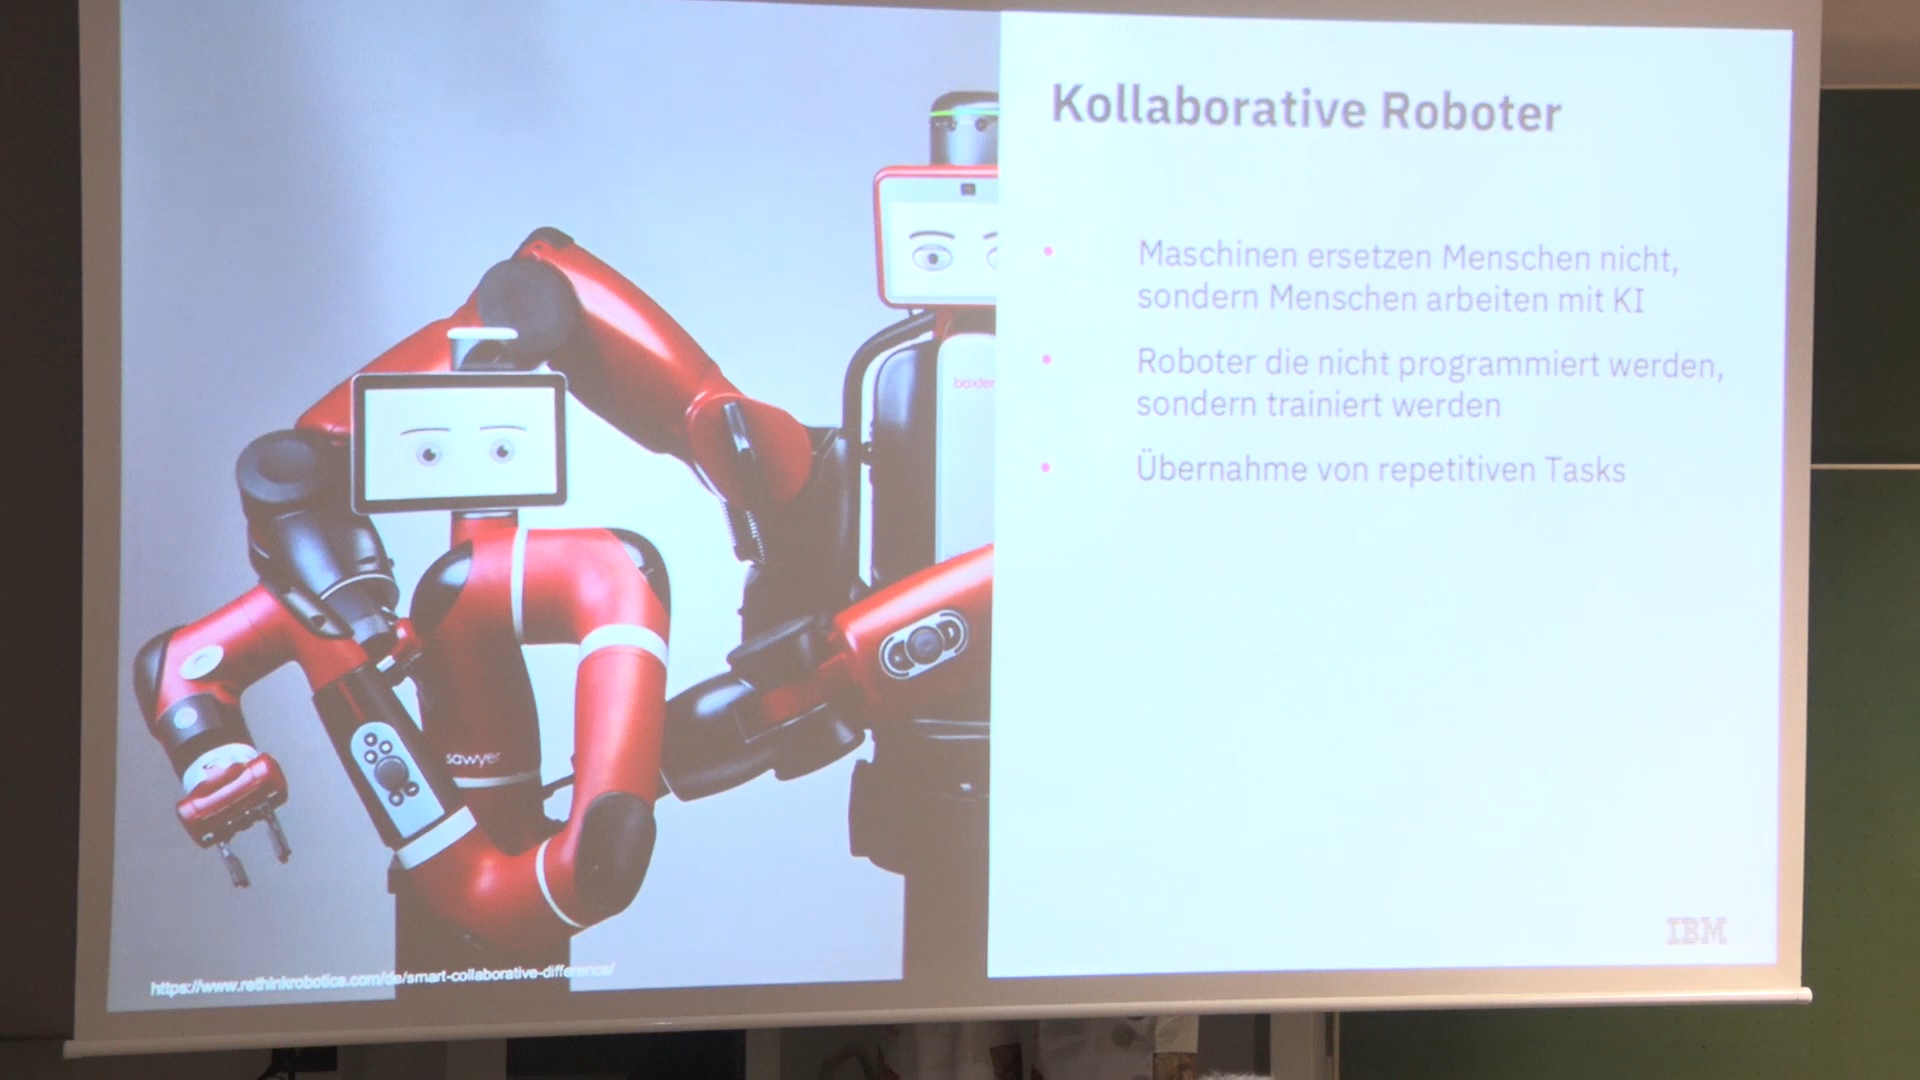 Kollaborative Roboter
• Maschinen ersetzen Menschen nicht,
sondern Menschen arbeiten mit KI
• Roboter die nicht programmiert werden,
sondern trainiert werden
• Übernahme von repetitiven Tasks
baxter
sawyer
https://www.rethinkrobotics.com/de/smart-collaborative-difference/
IBM